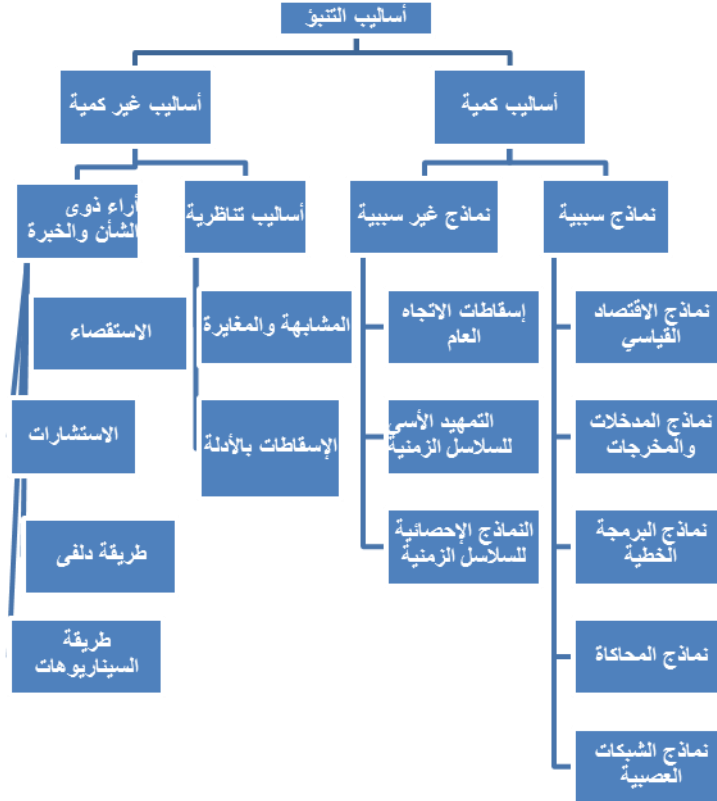 أساليب التنبؤ
أساليب كمية
أساليب غير كمية
نماذج سببية
نماذج غير سببية
أساليب تناظرية
أراء ذوى
الشأن والخبرة
نماذج الاقتصاد
القياسي
نماذج المدخلات
والمخرجات
نماذج البرمجة
الخطية
نماذج المحاكاة
نماذج الشبكات
العصبية
إسقاطات الاتجاه
العام
التمهيد الأسي
للسلاسل الزمنية
النماذج الإحصائية
للسلاسل الزمنية
المشابهة والمغايرة
الإسقاطات بالأدلة
الاستقصاء
الاستشارات
طريقة دلفى
طريقة
السيناريوهات